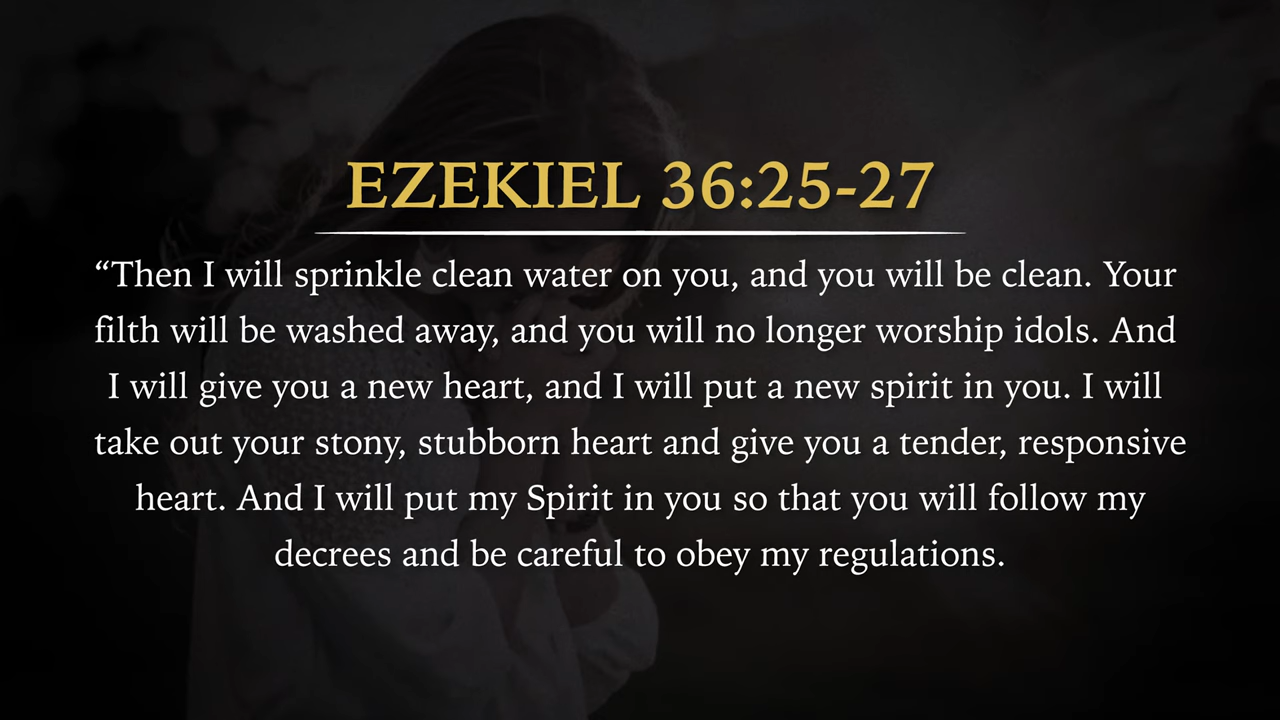 EZEKIEL 36:25-27
“Then I will sprinkle clean water on you, and you will be clean. Your
filth will be washed away, and you will no longer worship idols. And
I will give you a new heart, and I will put a new spirit in you. I will
take out your stony, stubborn heart and give you a tender, responsive
heart. And I will put my Spirit in you so that you will follow my
decrees and be careful to obey my regulations.